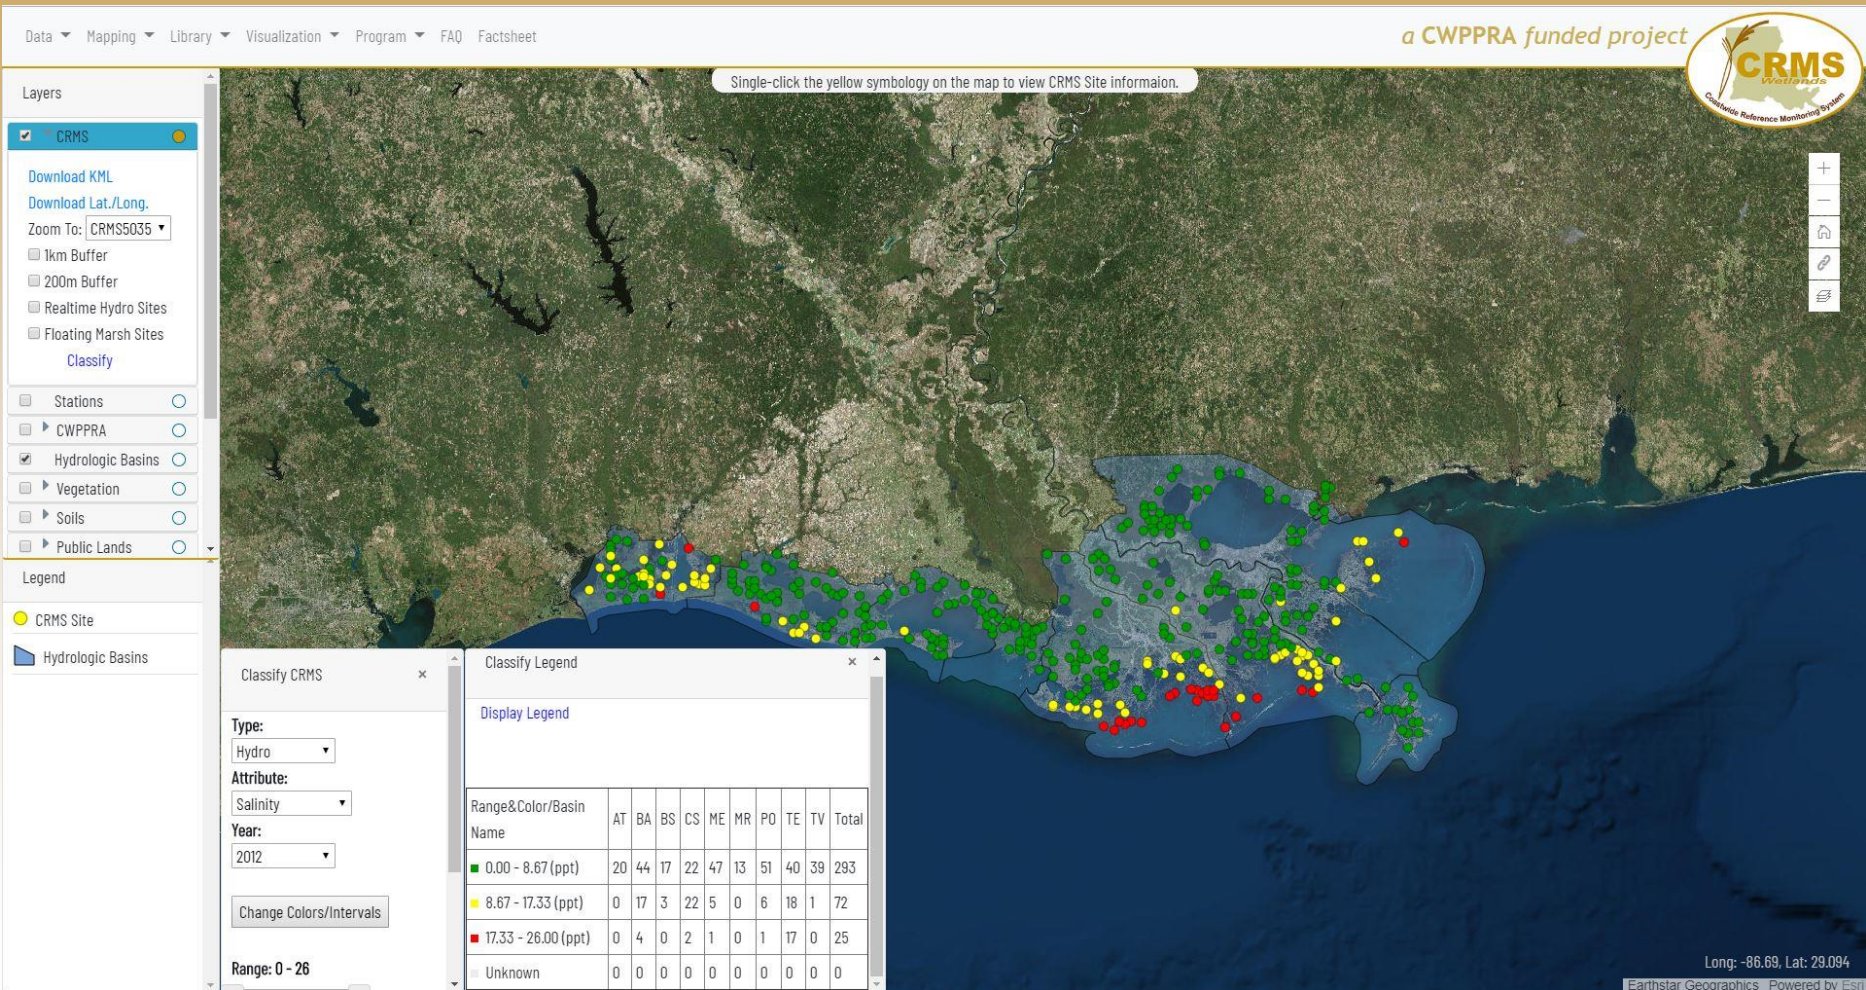 Data Mapping Library Visualization Program FAQ Factsheet
a CWPPRA funded project
CRMS
Wetlands
Coastwide Reference Monitoring System
Single-click the yellow symbology on the map to view CRMS Site informaion.
Layers
CRMS
Download KML
Download Lat./Long.
Zoom To: CRMS5035
1km Buffer
200m Buffer
Realtime Hydro Sites
Floating Marsh Sites
Classify
Stations
CWPPRA
Hydrologic Basins
Vegetation
Soils
Public Lands
Legend
CRMS Site
Hydrologic Basins
Classify CRMS ×
Type:
Hydro
Attribute:
Salinity
Year:
2012
Change Colors/Intervals
Range: 0 - 26
Classify Legend ×
Display Legend
Range&Color/Basin
Name AT BA BS CS ME MR PO TE TV Total
0.00 - 8.67 (ppt) 20 44 17 22 47 13 51 40 39 293
8.67 - 17.33 (ppt) 0 17 3 22 5 0 6 18 1 72
17.33 - 26.00 (ppt) 0 4 0 2 1 0 1 17 0 25
Unknown 0 0 0 0 0 0 0 0 0 0
Long: -86.69, Lat: 29.094
Earthstar Geographics Powered by Esri